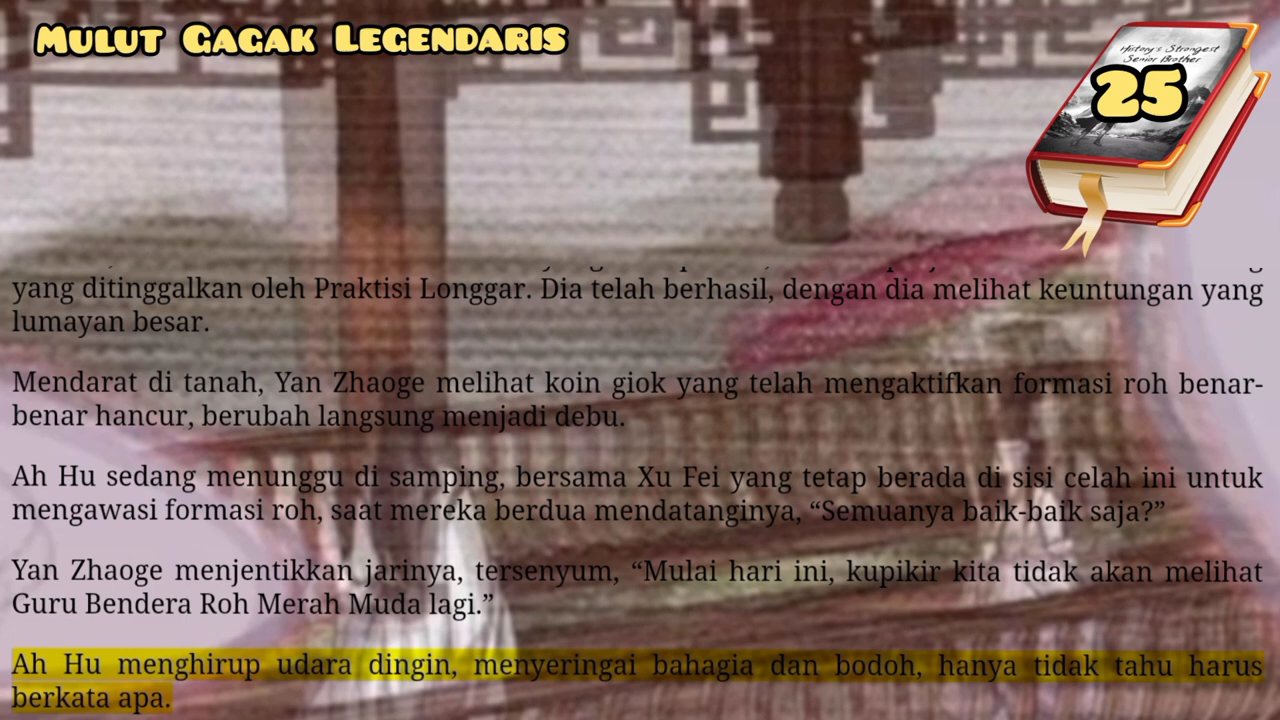 Mulut Gagak Legendaris
History's Strongest
Senior Brother
25
yang ditinggalkan oleh Praktisi Longgar. Dia telah berhasil, dengan dia melihat keuntungan yang
lumayan besar.
Mendarat di tanah, Yan Zhaoge melihat koin giok yang telah mengaktifkan formasi roh benar-
benar hancur, berubah langsung menjadi debu.
Ah Hu sedang menunggu di samping, bersama Xu Fei yang tetap berada di sisi celah ini untuk
mengawasi formasi roh, saat mereka berdua mendatanginya, “Semuanya baik-baik saja?”
Yan Zhaoge menjentikkan jarinya, tersenyum, “Mulai hari ini, kupikir kita tidak akan melihat
Guru Bendera Roh Merah Muda lagi.”
Ah Hu menghirup udara dingin, menyeringai bahagia dan bodoh, hanya tidak tahu harus
berkata apa.